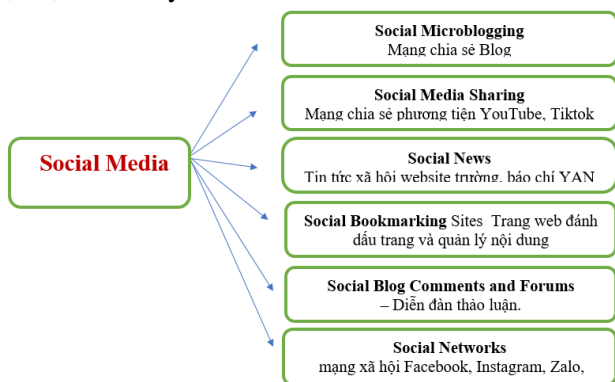 Social Media
Social Microblogging
Mạng chia sẻ Blog
Social Media Sharing
Mạng chia sẻ phương tiện YouTube, Tiktok
Social News
Tin tức xã hội website trường, báo chí YAN
Social Bookmarking Sites Trang web đánh
dấu trang và quản lý nội dung
Social Blog Comments and Forums
– Diễn đàn thảo luận.
Social Networks
mạng xã hội Facebook, Instagram, Zalo,